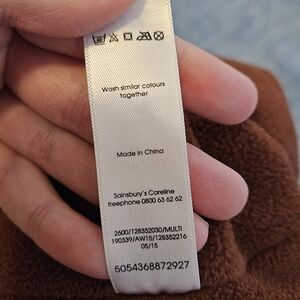 Wash similar colours
together
Made in China
Sainsbury's Careline
freephone 0800 63 62 62
2600/128352030/MULTI
190339/AW15/128352216
05/15
5054368872927